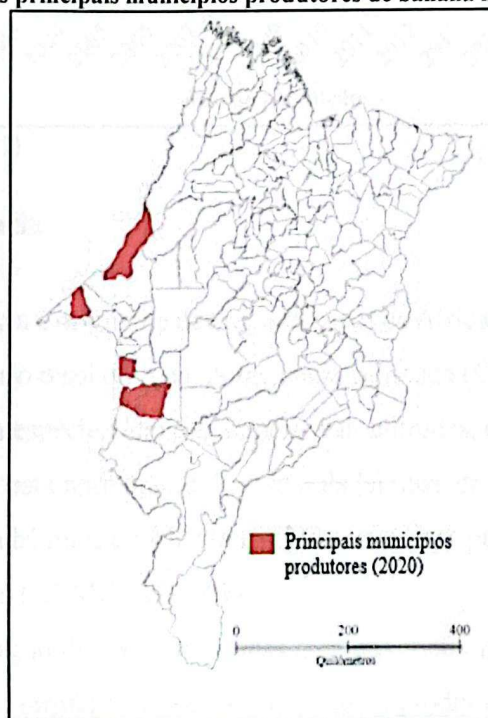 principais municípios produtores de banana
Principais municípios
produtores (2020)
0 200 400
Quilômetros